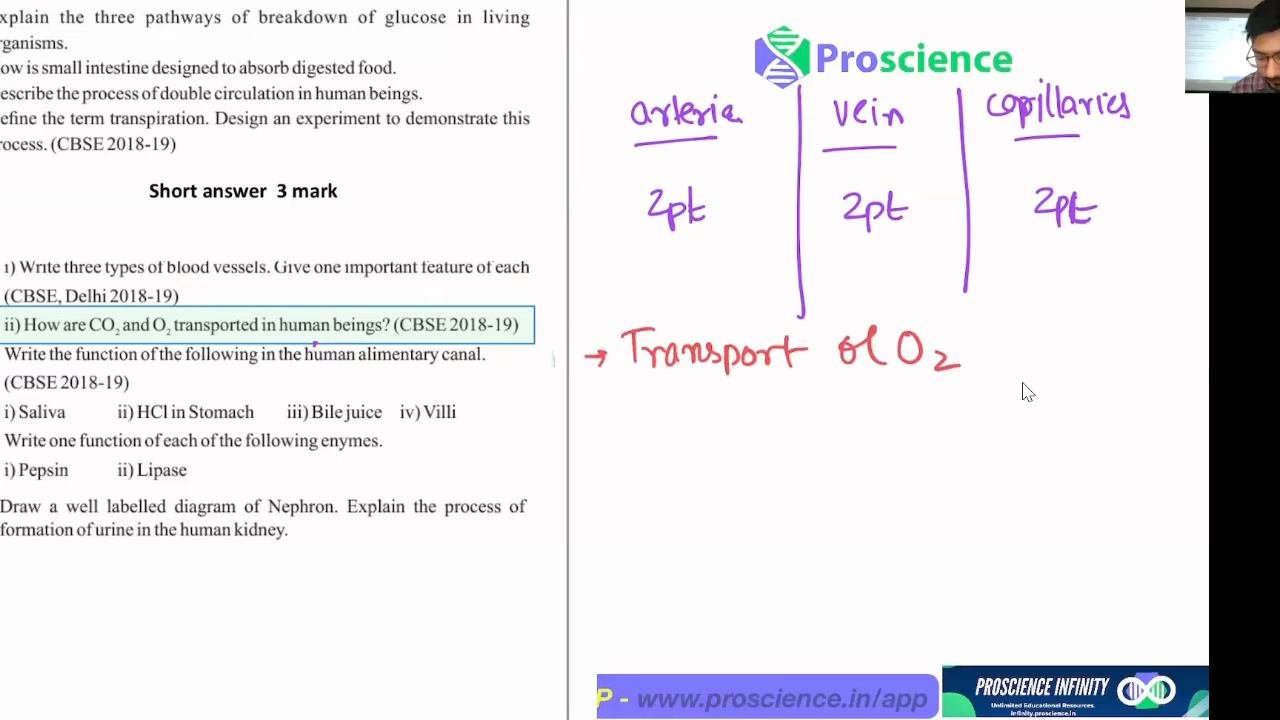 xplain the three pathways of breakdown of glucose in living
rganisms.
ow is small intestine designed to absorb digested food.
escribe the process of double circulation in human beings.
efine the term transpiration. Design an experiment to demonstrate this
rocess. (CBSE 2018-19)
Short answer 3 mark
i) Write three types of blood vessels. Give one important feature of each
(CBSE, Delhi 2018-19)
ii) How are CO₂ and O₂ transported in human beings? (CBSE 2018-19)
Write the function of the following in the human alimentary canal.
(CBSE 2018-19)
i) Saliva ii) HCl in Stomach iii) Bile juice iv) Villi
Write one function of each of the following enymes.
i) Pepsin ii) Lipase
Draw a well labelled diagram of Nephron. Explain the process of
formation of urine in the human kidney.
Proscience
arteria vein capillaries
2pt 2pt 2pt
→ Transport of O₂
P - www.proscience.in/app
PROSCIENCE INFINITY
Unlimited Educational Resources.
infinity.proscience.in